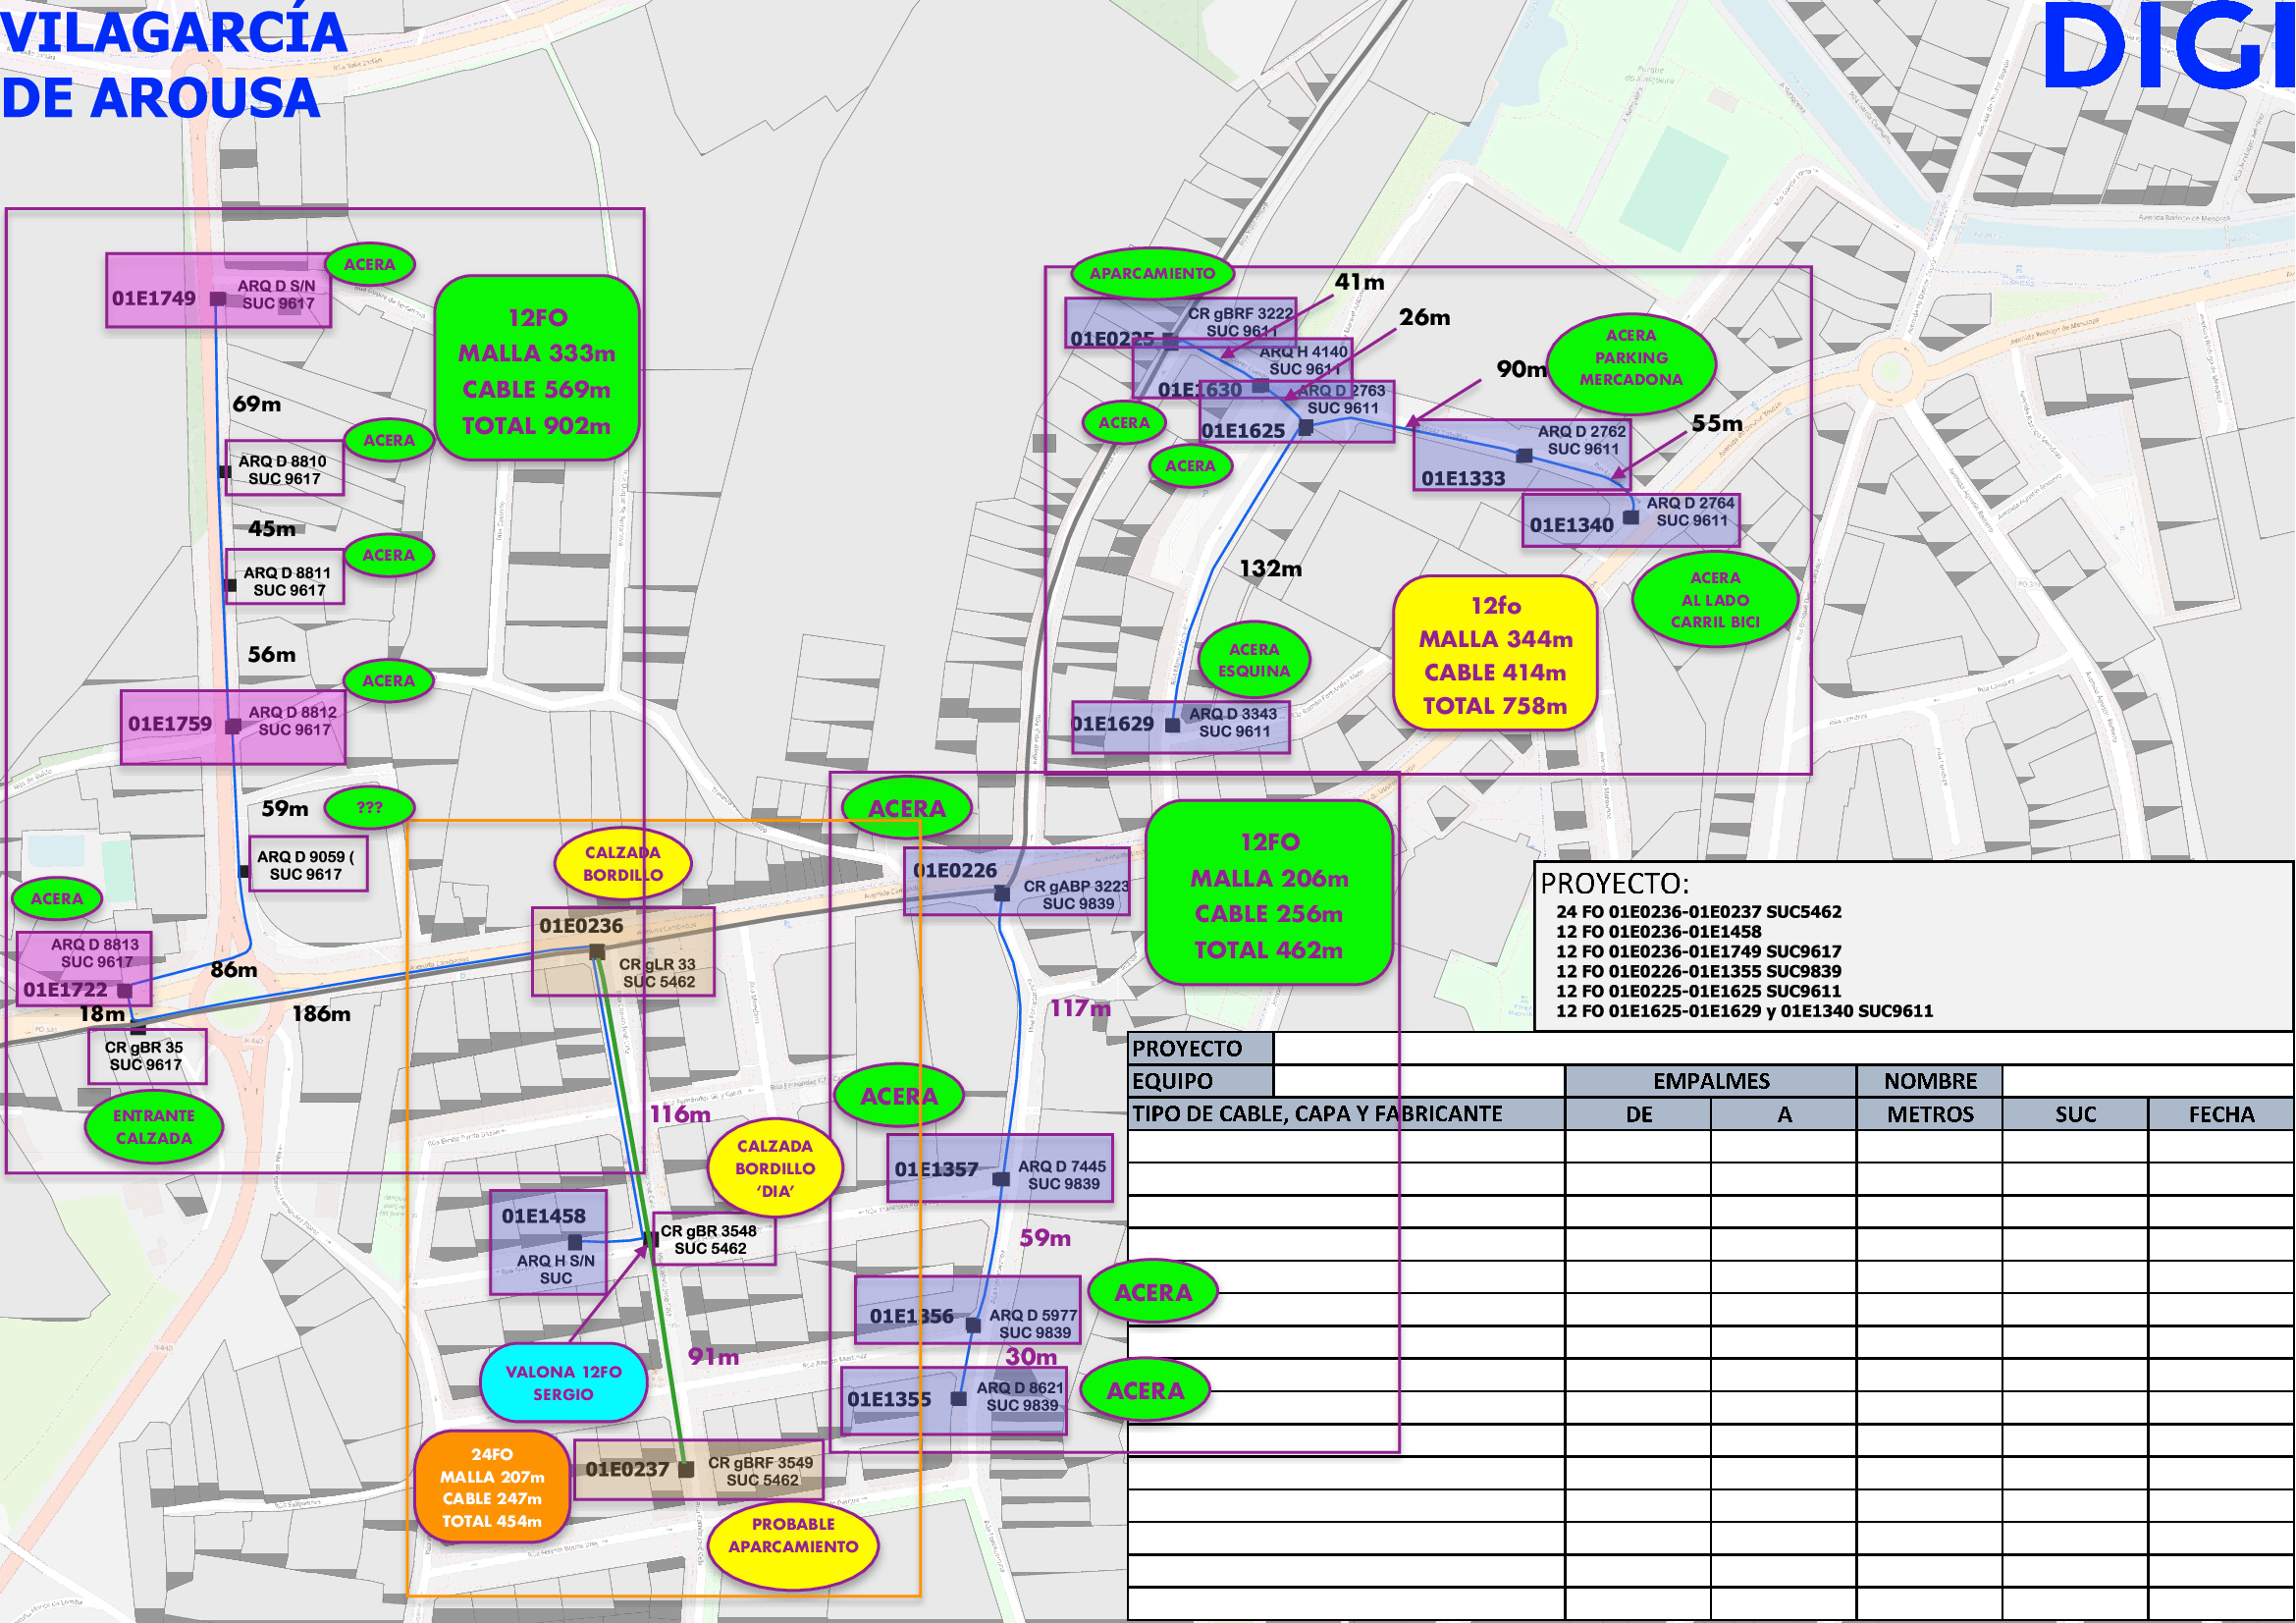 VILAGARCÍA
DE AROUSA
DIGI
ACERA
01E1749
ARQ D S/N
SUC 9617
12FO
MALLA 333m
CABLE 569m
TOTAL 902m
69m
ACERA
ARQ D 8810
SUC 9617
45m
ACERA
ARQ D 8811
SUC 9617
56m
ACERA
01E1759
ARQ D 8812
SUC 9617
59m
???
ARQ D 9059 (
SUC 9617
ACERA
ARQ D 8813
SUC 9617
01E1722
86m
18m
186m
CR gBR 35
SUC 9617
ENTRANTE
CALZADA
APARCAMIENTO
41m
CR gBRF 3222
SUC 9611
01E0225
26m
ARQ H 4140
SUC 9611
01E1630
ACERA
PARKING
MERCADONA
90m
ARQ D 2763
SUC 9611
01E1625
ACERA
ACERA
55m
ARQ D 2762
SUC 9611
01E1333
ARQ D 2764
SUC 9611
01E1340
132m
12fo
MALLA 344m
CABLE 414m
TOTAL 758m
ACERA
AL LADO
CARRIL BICI
ACERA
ESQUINA
01E1629
ARQ D 3343
SUC 9611
ACERA
01E0226
CR gABP 3223
SUC 9839
12FO
MALLA 206m
CABLE 256m
TOTAL 462m
117m
ACERA
01E1357
ARQ D 7445
SUC 9839
59m
ACERA
01E1356
ARQ D 5977
SUC 9839
30m
01E1355
ARQ D 8621
SUC 9839
ACERA
CALZADA
BORDILLO
01E0236
CR gLR 33
SUC 5462
116m
CALZADA
BORDILLO
‘DIA’
01E1458
ARQ H S/N
SUC
CR gBR 3548
SUC 5462
VALONA 12FO
SERGIO
91m
24FO
MALLA 207m
CABLE 247m
TOTAL 454m
01E0237
CR gBRF 3549
SUC 5462
PROBABLE
APARCAMIENTO
PROYECTO:
24 FO 01E0236-01E0237 SUC5462
12 FO 01E0236-01E1458
12 FO 01E0236-01E1749 SUC9617
12 FO 01E0226-01E1355 SUC9839
12 FO 01E0225-01E1625 SUC9611
12 FO 01E1625-01E1629 y 01E1340 SUC9611
PROYECTO
EQUIPO EMPALMES NOMBRE
TIPO DE CABLE, CAPA Y FABRICANTE DE A METROS SUC FECHA